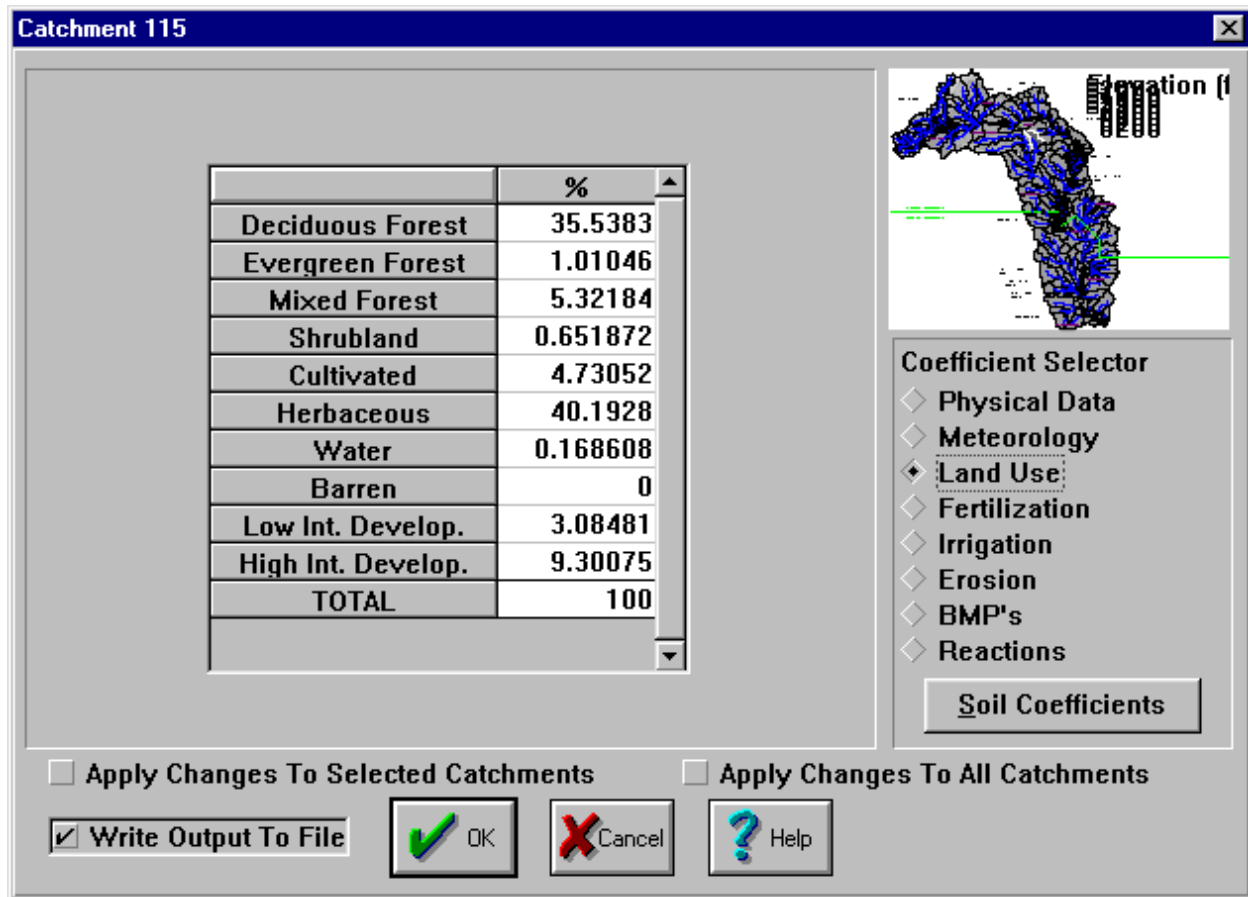 Catchment 115
%
Deciduous Forest 35.5383
Evergreen Forest 1.01046
Mixed Forest 5.32184
Shrubland 0.651872
Cultivated 4.73052
Herbaceous 40.1928
Water 0.168608
Barren 0
Low Int. Develop. 3.08481
High Int. Develop. 9.30075
TOTAL 100
Elevation (f
Coefficient Selector
Physical Data
Meteorology
Land Use
Fertilization
Irrigation
Erosion
BMP's
Reactions
Soil Coefficients
Apply Changes To Selected Catchments
Apply Changes To All Catchments
Write Output To File
OK
Cancel
Help